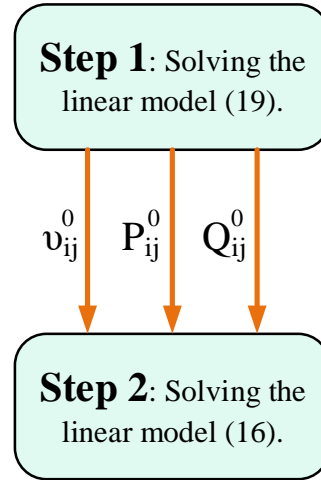 Step 1: Solving the
linear model (19).
υ⁰ᵢⱼ P⁰ᵢⱼ Q⁰ᵢⱼ
Step 2: Solving the
linear model (16).